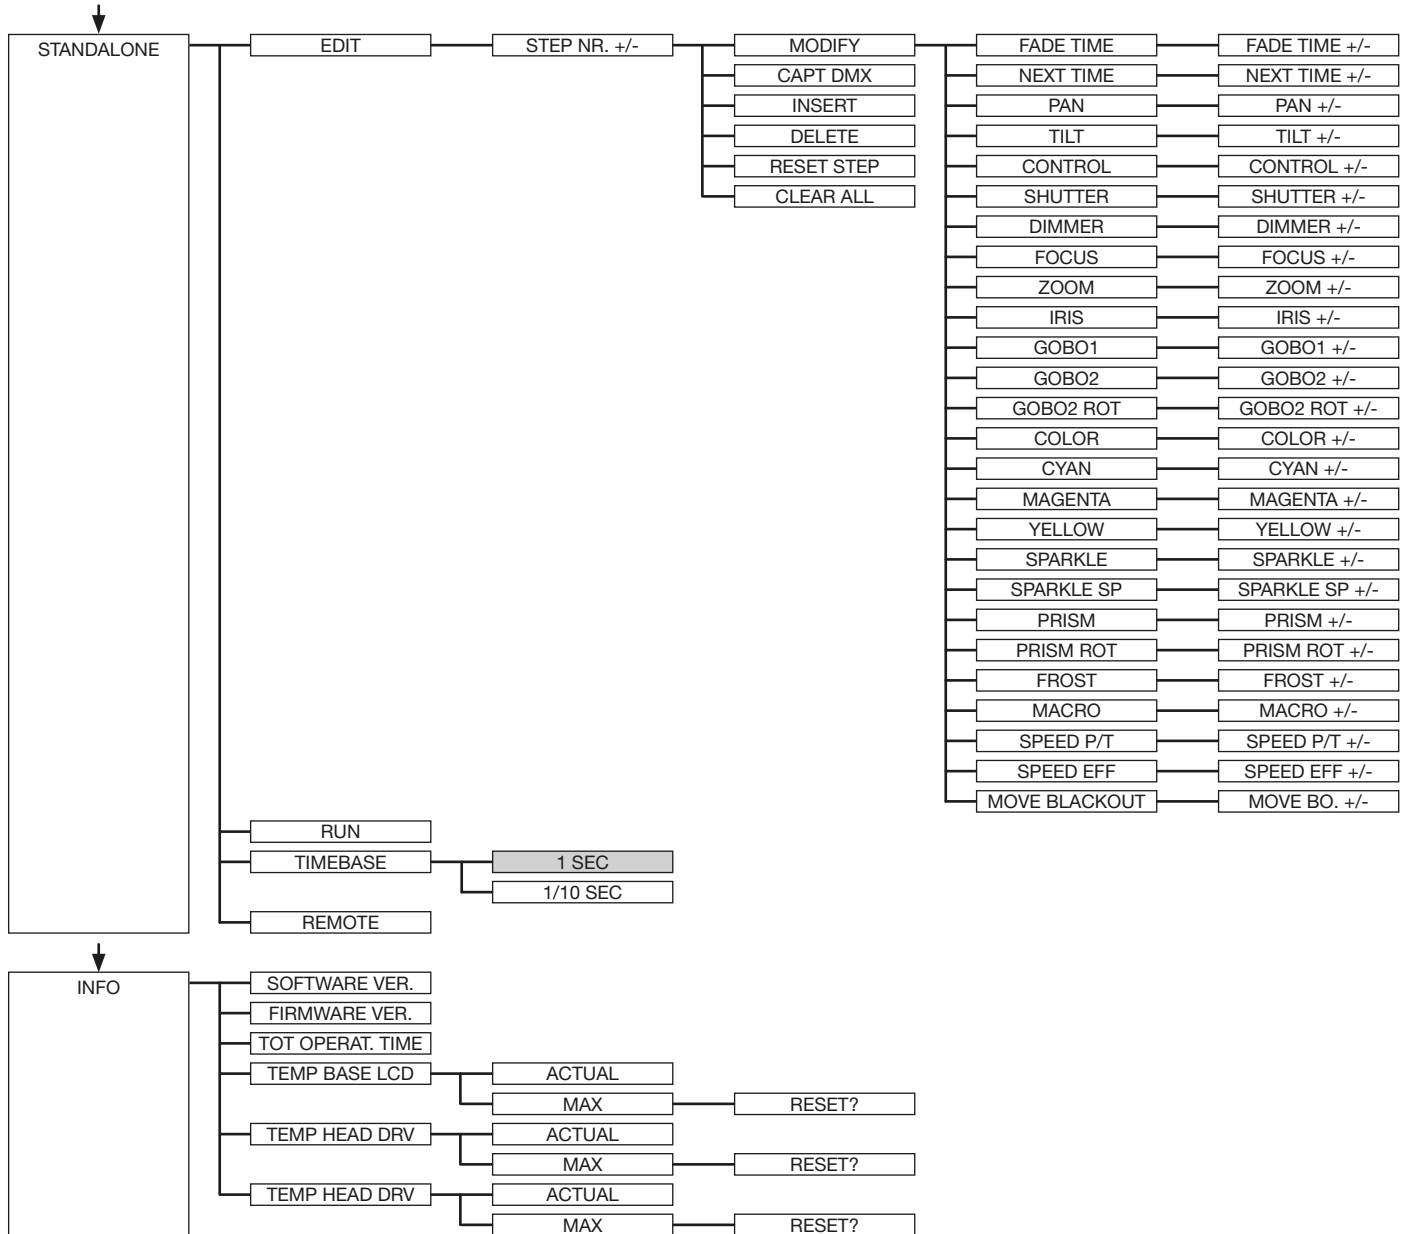 STANDALONE EDIT STEP NR. +/- MODIFY FADE TIME FADE TIME +/-
CAPT DMX NEXT TIME NEXT TIME +/-
INSERT PAN PAN +/-
DELETE TILT TILT +/-
RESET STEP CONTROL CONTROL +/-
CLEAR ALL SHUTTER SHUTTER +/-
DIMMER DIMMER +/-
FOCUS FOCUS +/-
ZOOM ZOOM +/-
IRIS IRIS +/-
GOBO1 GOBO1 +/-
GOBO2 GOBO2 +/-
GOBO2 ROT GOBO2 ROT +/-
COLOR COLOR +/-
CYAN CYAN +/-
MAGENTA MAGENTA +/-
YELLOW YELLOW +/-
SPARKLE SPARKLE +/-
SPARKLE SP SPARKLE SP +/-
PRISM PRISM +/-
PRISM ROT PRISM ROT +/-
FROST FROST +/-
MACRO MACRO +/-
SPEED P/T SPEED P/T +/-
SPEED EFF SPEED EFF +/-
MOVE BLACKOUT MOVE BO. +/-
RUN
TIMEBASE 1 SEC
1/10 SEC
REMOTE
INFO SOFTWARE VER.
FIRMWARE VER.
TOT OPERAT. TIME
TEMP BASE LCD ACTUAL
MAX RESET?
TEMP HEAD DRV ACTUAL
MAX RESET?
TEMP HEAD DRV ACTUAL
MAX RESET?